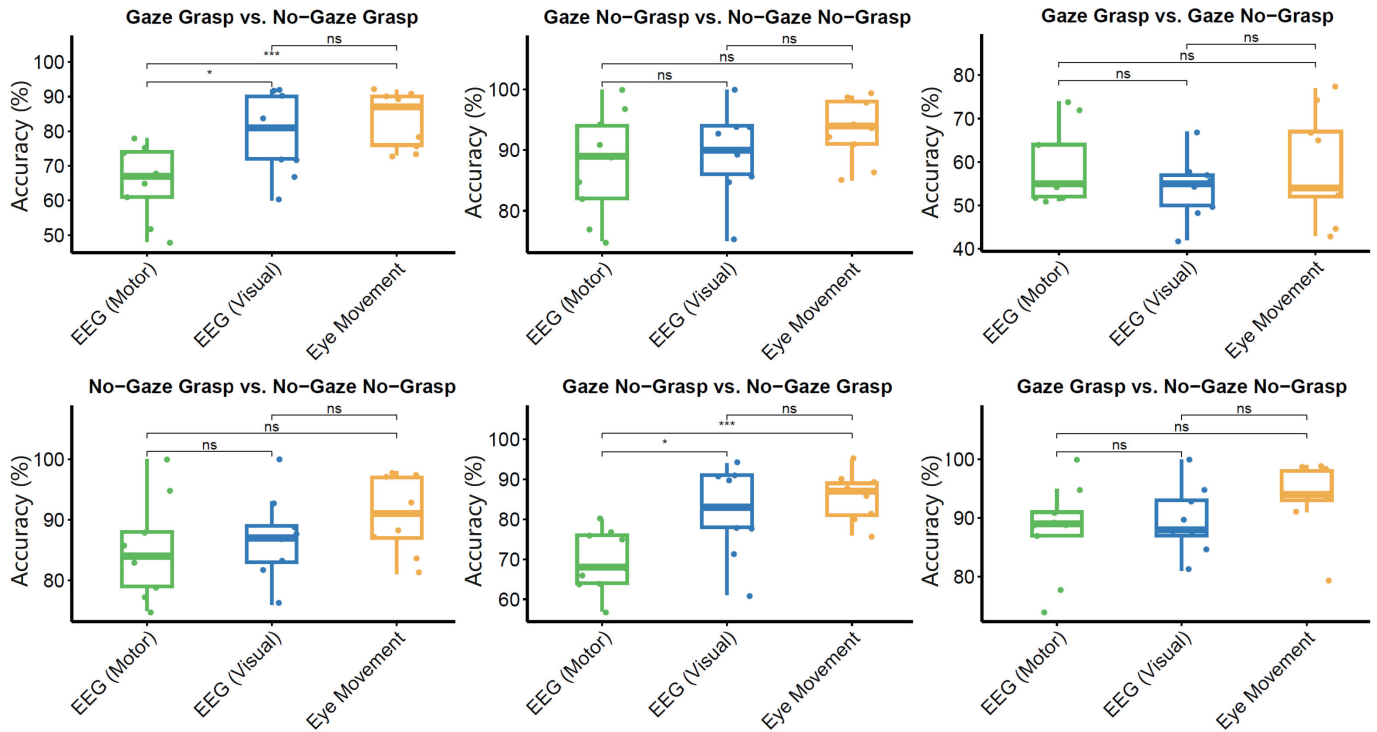 Gaze Grasp vs. No−Gaze Grasp
ns
***
*
Accuracy (%)
100
90
80
70
60
50
EEG (Motor)
EEG (Visual)
Eye Movement
Gaze No−Grasp vs. No−Gaze No−Grasp
ns
ns
ns
Accuracy (%)
100
90
80
EEG (Motor)
EEG (Visual)
Eye Movement
Gaze Grasp vs. Gaze No−Grasp
ns
ns
ns
Accuracy (%)
80
70
60
50
40
EEG (Motor)
EEG (Visual)
Eye Movement
No−Gaze Grasp vs. No−Gaze No−Grasp
ns
ns
ns
Accuracy (%)
100
90
80
EEG (Motor)
EEG (Visual)
Eye Movement
Gaze No−Grasp vs. No−Gaze Grasp
ns
***
*
Accuracy (%)
100
90
80
70
60
EEG (Motor)
EEG (Visual)
Eye Movement
Gaze Grasp vs. No−Gaze No−Grasp
ns
ns
ns
Accuracy (%)
100
90
80
EEG (Motor)
EEG (Visual)
Eye Movement